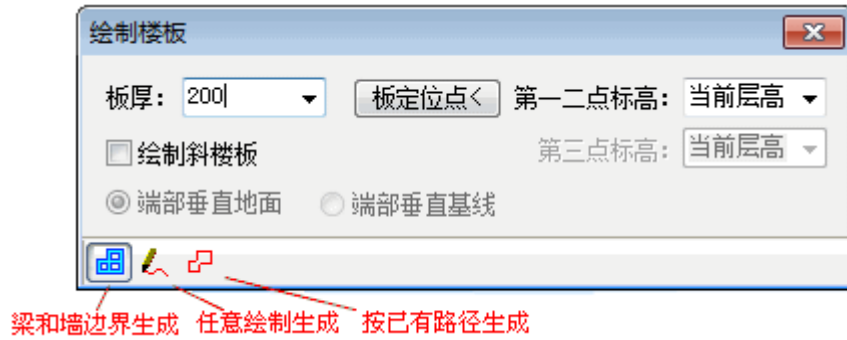 绘制楼板
板厚： 200 板定位点< 第一二点标高： 当前层高
绘制斜楼板 第三点标高： 当前层高
端部垂直地面 端部垂直基线
梁和墙边界生成 任意绘制生成 按已有路径生成